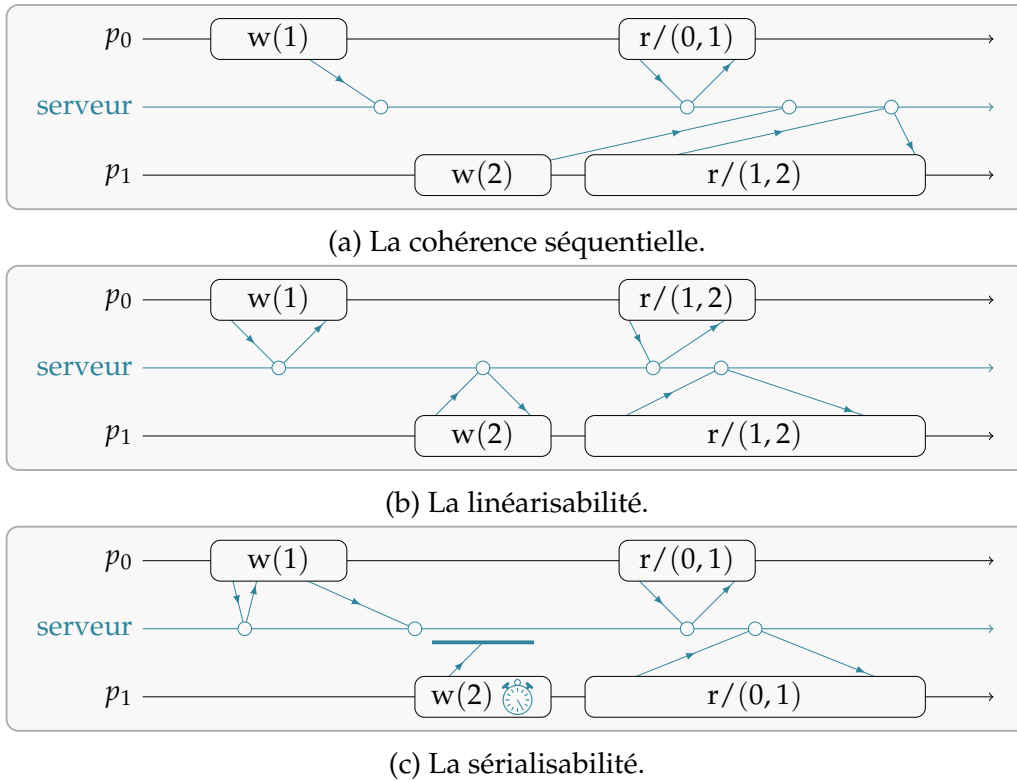 p₀ w(1) r/(0, 1)
serveur
p₁ w(2) r/(1, 2)
(a) La cohérence séquentielle.
p₀ w(1) r/(1, 2)
serveur
p₁ w(2) r/(1, 2)
(b) La linéarisabilité.
p₀ w(1) r/(0, 1)
serveur
p₁ w(2) r/(0, 1)
(c) La sérialisabilité.